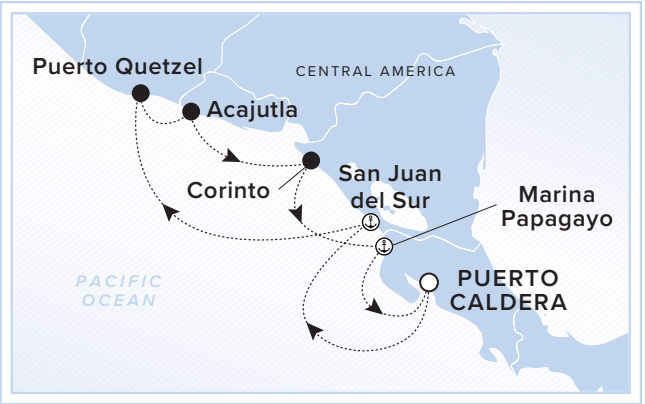 Puerto Quetzel
CENTRAL AMERICA
Acajutla
San Juan
del Sur
Corinto
Marina
Papagayo
PUERTO
CALDERA
PACIFIC
OCEAN